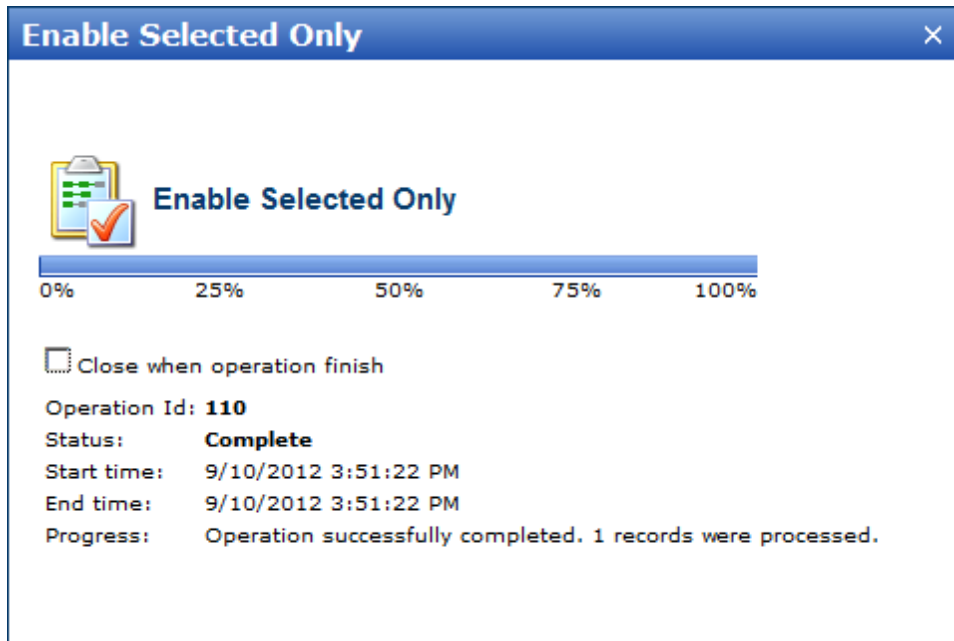 Enable Selected Only
Enable Selected Only
0% 25% 50% 75% 100%
Close when operation finish
Operation Id: 110
Status: Complete
Start time: 9/10/2012 3:51:22 PM
End time: 9/10/2012 3:51:22 PM
Progress: Operation successfully completed. 1 records were processed.